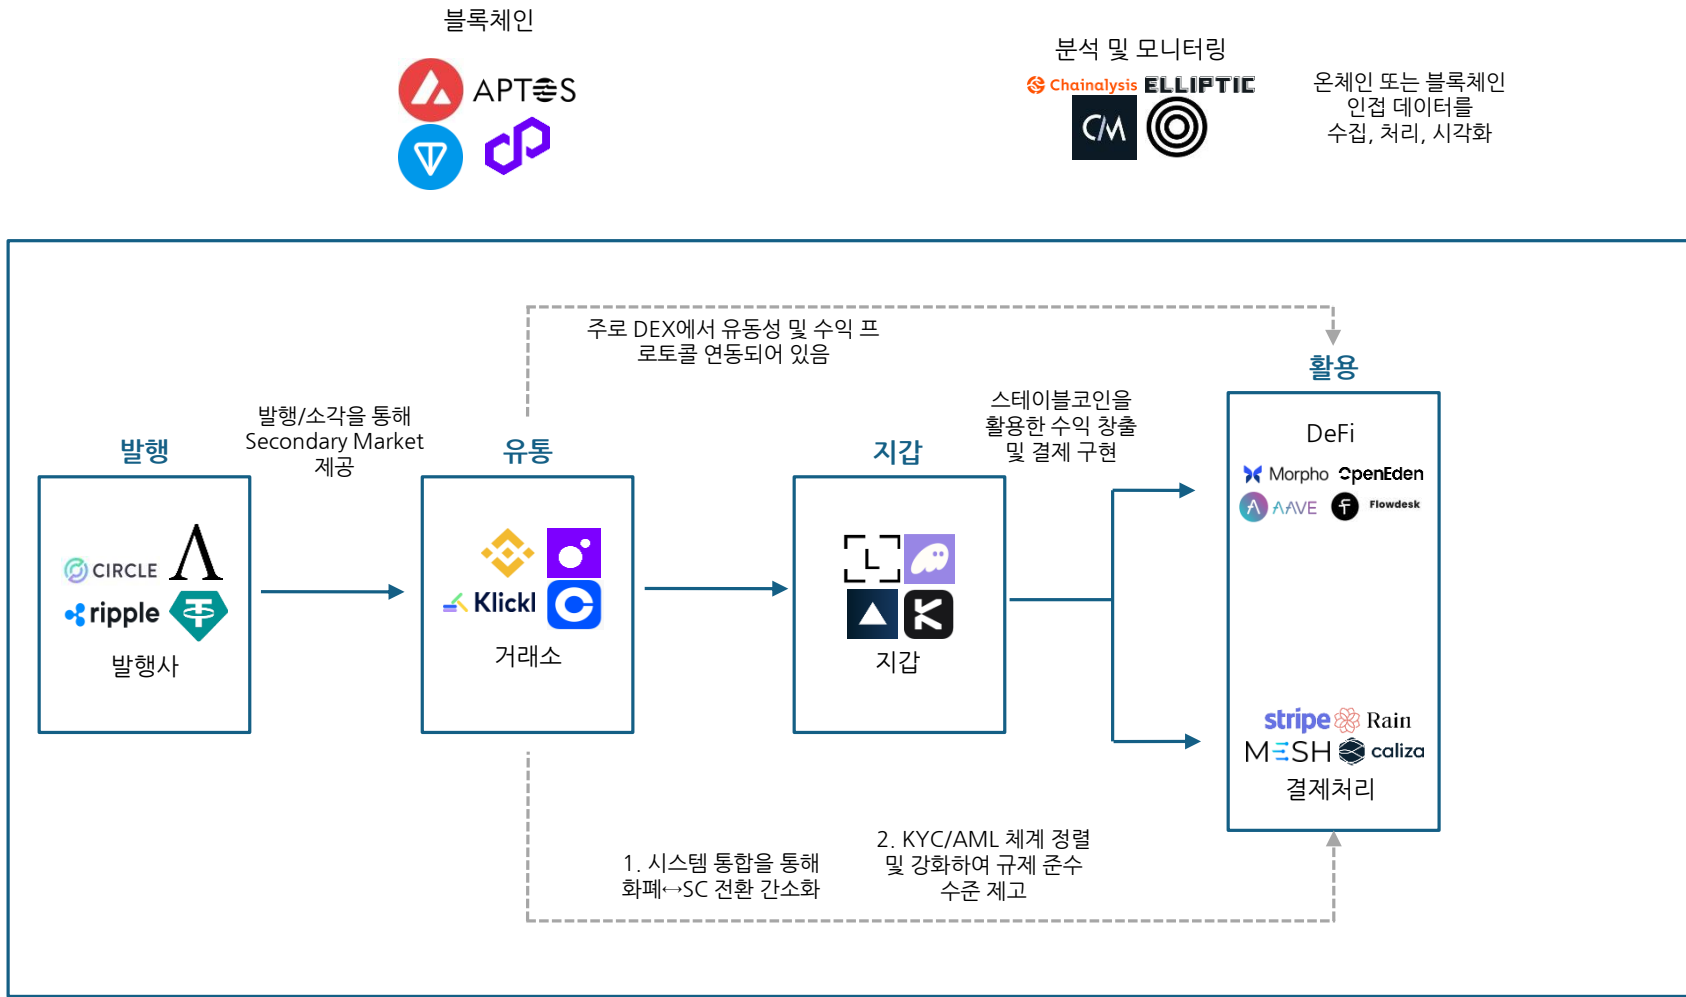 블록체인
APTOS
분석 및 모니터링
Chainalysis ELLIPTIC
CM
온체인 또는 블록체인
인접 데이터를
수집, 처리, 시각화
주로 DEX에서 유동성 및 수익 프
로토콜 연동되어 있음
발행
발행/소각을 통해
Secondary Market
제공
CIRCLE
ripple
발행사
유통
Klickl
거래소
지갑
L
지갑
스테이블코인을
활용한 수익 창출
및 결제 구현
활용
DeFi
Morpho OpenEden
AAVE Flowdesk
stripe Rain
MESH caliza
결제처리
1. 시스템 통합을 통해
화폐↔SC 전환 간소화
2. KYC/AML 체계 정렬
및 강화하여 규제 준수
수준 제고